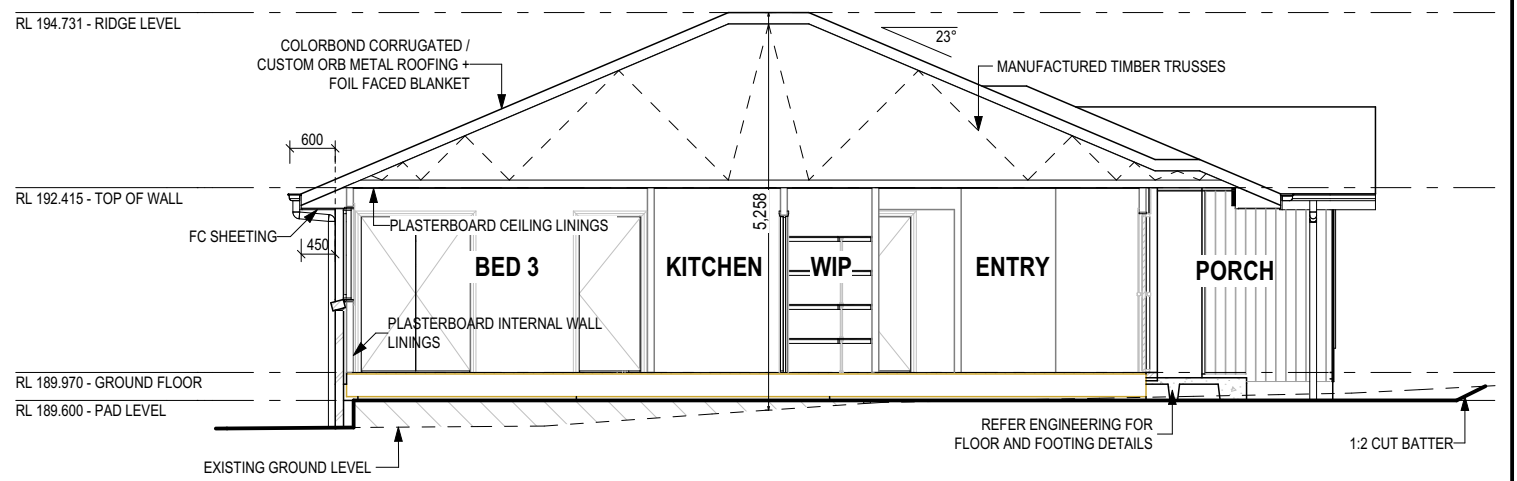 RL 194.731 - RIDGE LEVEL
COLORBOND CORRUGATED /
CUSTOM ORB METAL ROOFING +
FOIL FACED BLANKET
23°
MANUFACTURED TIMBER TRUSSES
600
RL 192.415 - TOP OF WALL
FC SHEETING
450
PLASTERBOARD CEILING LININGS
5,258
BED 3
KITCHEN
WIP
ENTRY
PORCH
PLASTERBOARD INTERNAL WALL
LININGS
RL 189.970 - GROUND FLOOR
RL 189.600 - PAD LEVEL
REFER ENGINEERING FOR
FLOOR AND FOOTING DETAILS
1:2 CUT BATTER
EXISTING GROUND LEVEL